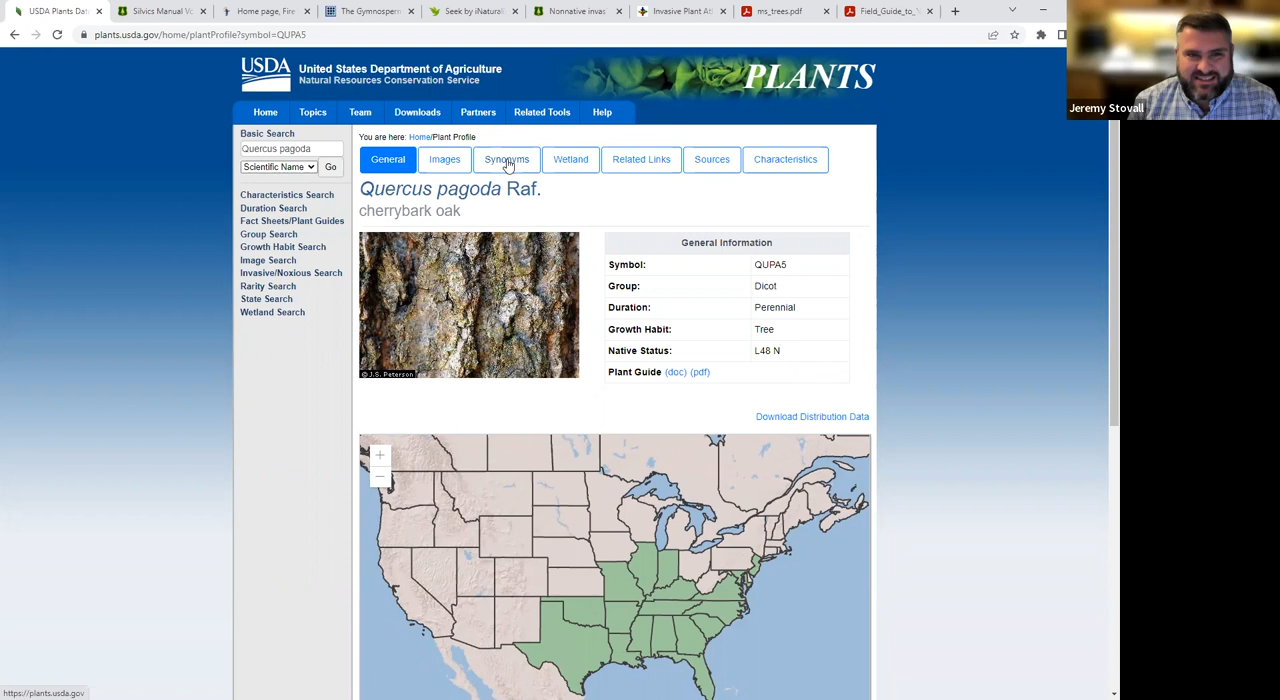 USDA Plants Dat
Silvics Manual Vo
Home page, Fire
The Gymnosperm
Seek by iNatural
Nonnative invas
Invasive Plant At
ms_trees.pdf
Field_Guide_to_
plants.usda.gov/home/plantProfile?symbol=QUPA5
Jeremy Stovall
USDA
United States Department of Agriculture
Natural Resources Conservation Service
PLANTS
Home Topics Team Downloads Partners Related Tools Help
Basic Search
Quercus pagoda
Scientific Name Go
Characteristics Search
Duration Search
Fact Sheets/Plant Guides
Group Search
Growth Habit Search
Image Search
Invasive/Noxious Search
Rarity Search
State Search
Wetland Search
You are here: Home/Plant Profile
General Images Synonyms Wetland Related Links Sources Characteristics
Quercus pagoda Raf.
cherrybark oak
© J.S. Peterson
General Information
Symbol: QUPA5
Group: Dicot
Duration: Perennial
Growth Habit: Tree
Native Status: L48 N
Plant Guide (doc) (pdf)
Download Distribution Data
https://plants.usda.gov